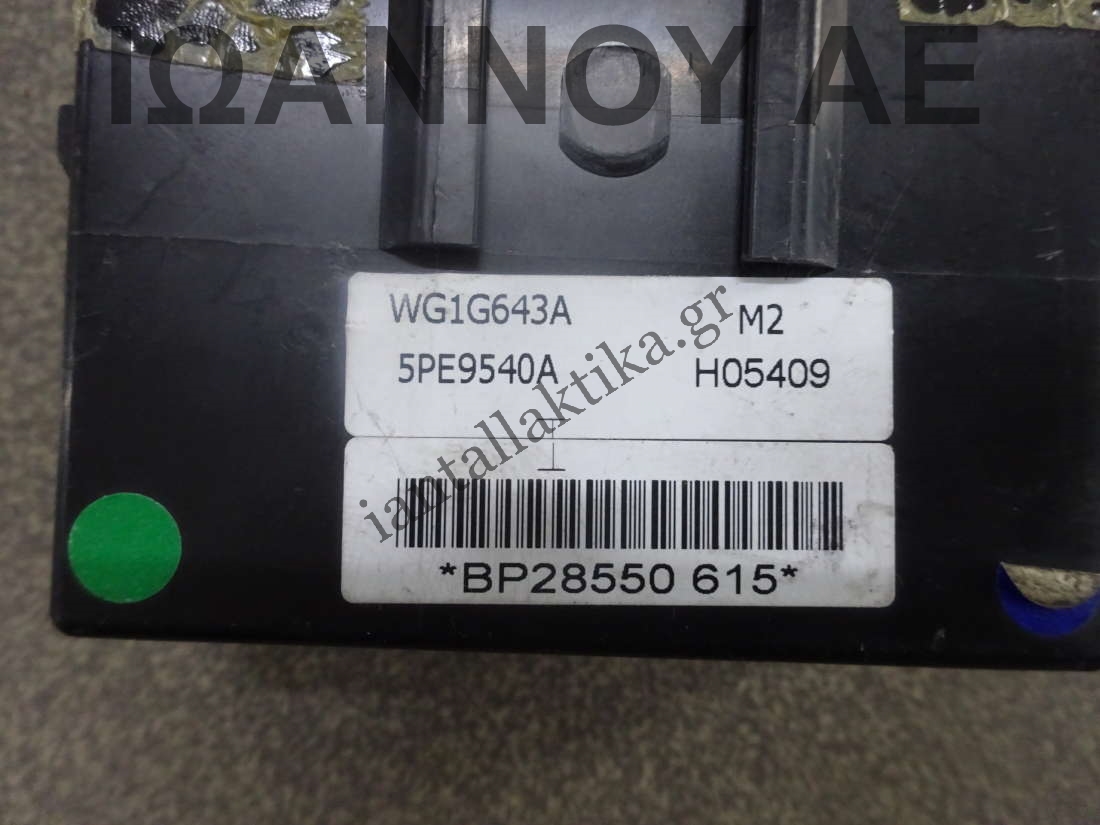 ΙΩΑΝΝΟΥ ΑΕ
WG1G643A M2
5PE9540A H05409
iantallaktika.gr
*BP28550 615*